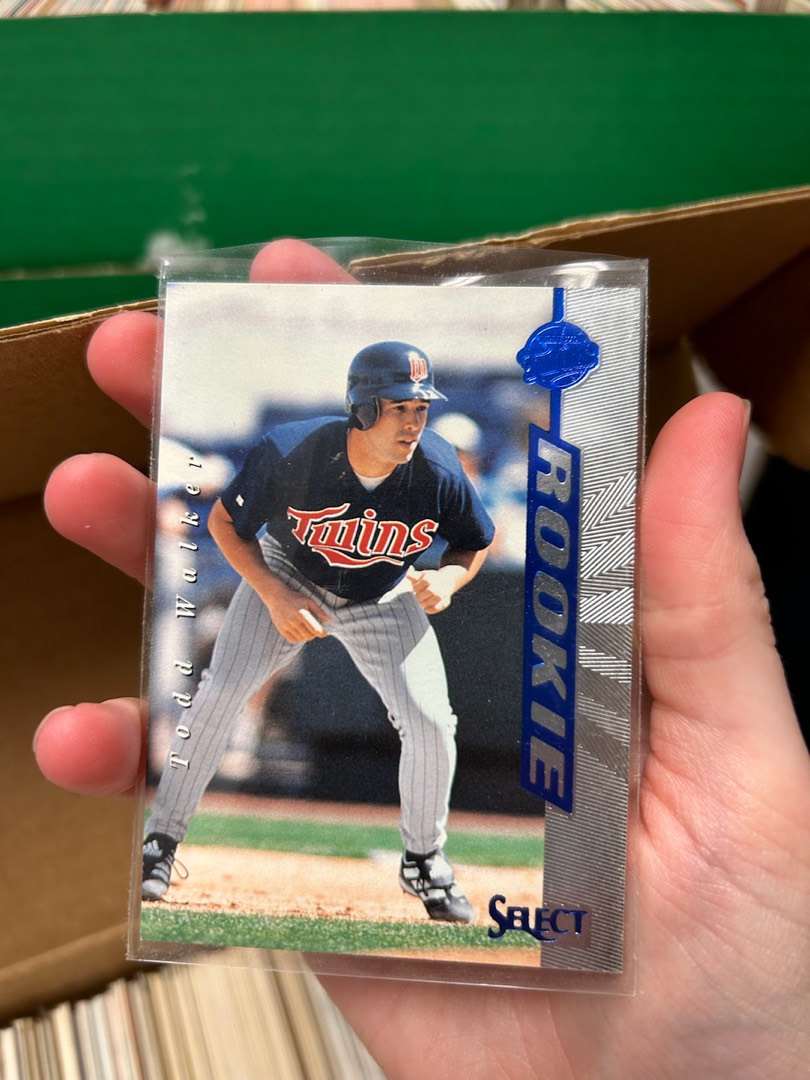 Todd Walker
Twins
ROOKIE
SELECT